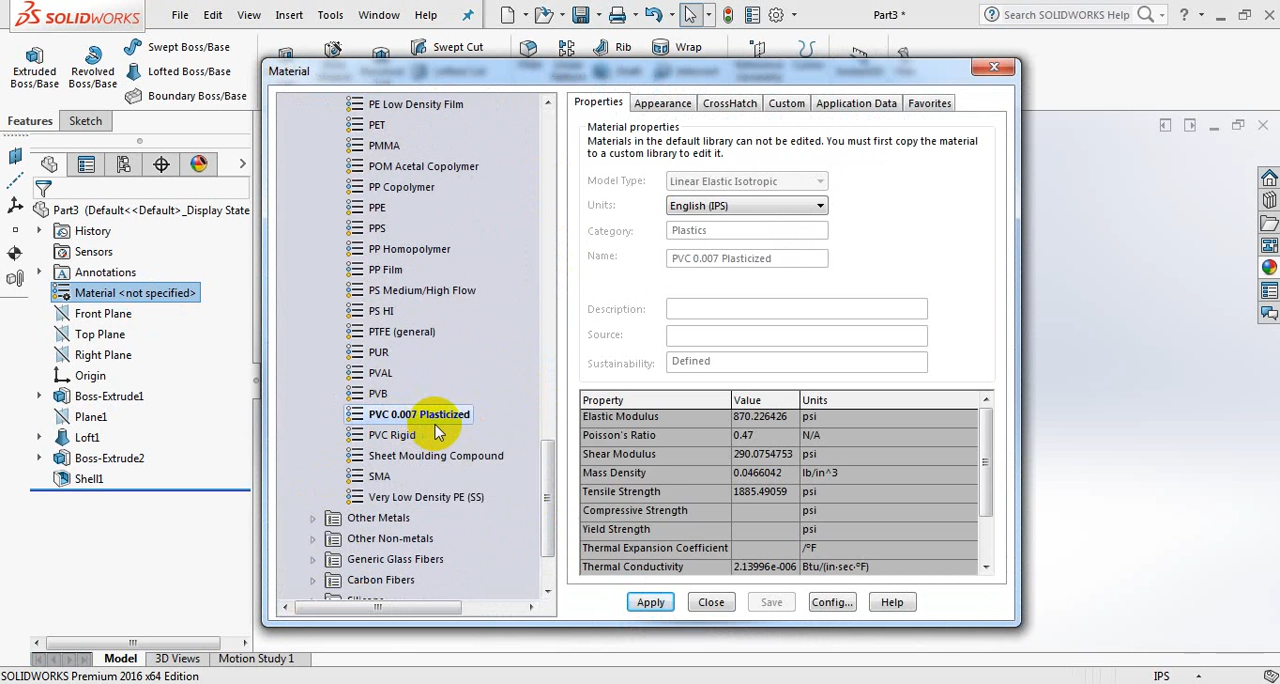 SOLIDWORKS File Edit View Insert Tools Window Help Part3 * Search SOLIDWORKS Help ?
Extruded Boss/Base
Revolved Boss/Base
Swept Boss/Base
Lofted Boss/Base
Boundary Boss/Base
Swept Cut
Rib
Wrap
Features Sketch
Part3 (Default<<Default>_Display State
History
Sensors
Annotations
Material <not specified>
Front Plane
Top Plane
Right Plane
Origin
Boss-Extrude1
Plane1
Loft1
Boss-Extrude2
Shell1
Material
PE Low Density Film
PET
PMMA
POM Acetal Copolymer
PP Copolymer
PPE
PPS
PP Homopolymer
PP Film
PS Medium/High Flow
PS HI
PTFE (general)
PUR
PVAL
PVB
PVC 0.007 Plasticized
PVC Rigid
Sheet Moulding Compound
SMA
Very Low Density PE (SS)
Other Metals
Other Non-metals
Generic Glass Fibers
Carbon Fibers
Properties Appearance CrossHatch Custom Application Data Favorites
Material properties
Materials in the default library can not be edited. You must first copy the material
to a custom library to edit it.
Model Type: Linear Elastic Isotropic
Units: English (IPS)
Category: Plastics
Name: PVC 0.007 Plasticized
Description:
Source:
Sustainability: Defined
Property Value Units
Elastic Modulus 870.226426 psi
Poisson's Ratio 0.47 N/A
Shear Modulus 290.0754753 psi
Mass Density 0.0466042 lb/in^3
Tensile Strength 1885.49059 psi
Compressive Strength psi
Yield Strength psi
Thermal Expansion Coefficient /°F
Thermal Conductivity 2.13996e-006 Btu/(in·sec·°F)
Apply Close Save Config... Help
Model 3D Views Motion Study 1
SOLIDWORKS Premium 2016 x64 Edition IPS